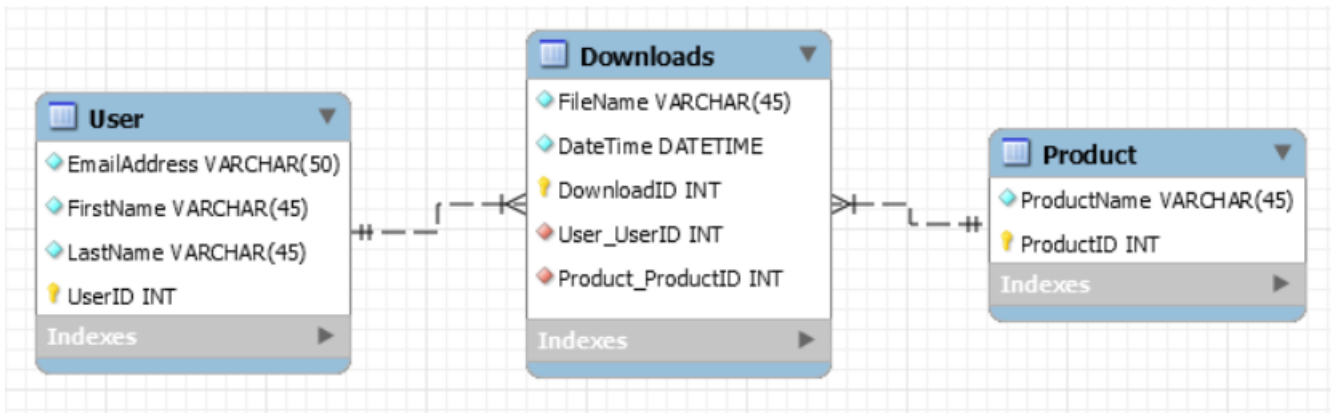 User
EmailAddress VARCHAR(50)
FirstName VARCHAR(45)
LastName VARCHAR(45)
UserID INT
Indexes
Downloads
FileName VARCHAR(45)
DateTime DATETIME
DownloadID INT
User_UserID INT
Product_ProductID INT
Indexes
Product
ProductName VARCHAR(45)
ProductID INT
Indexes